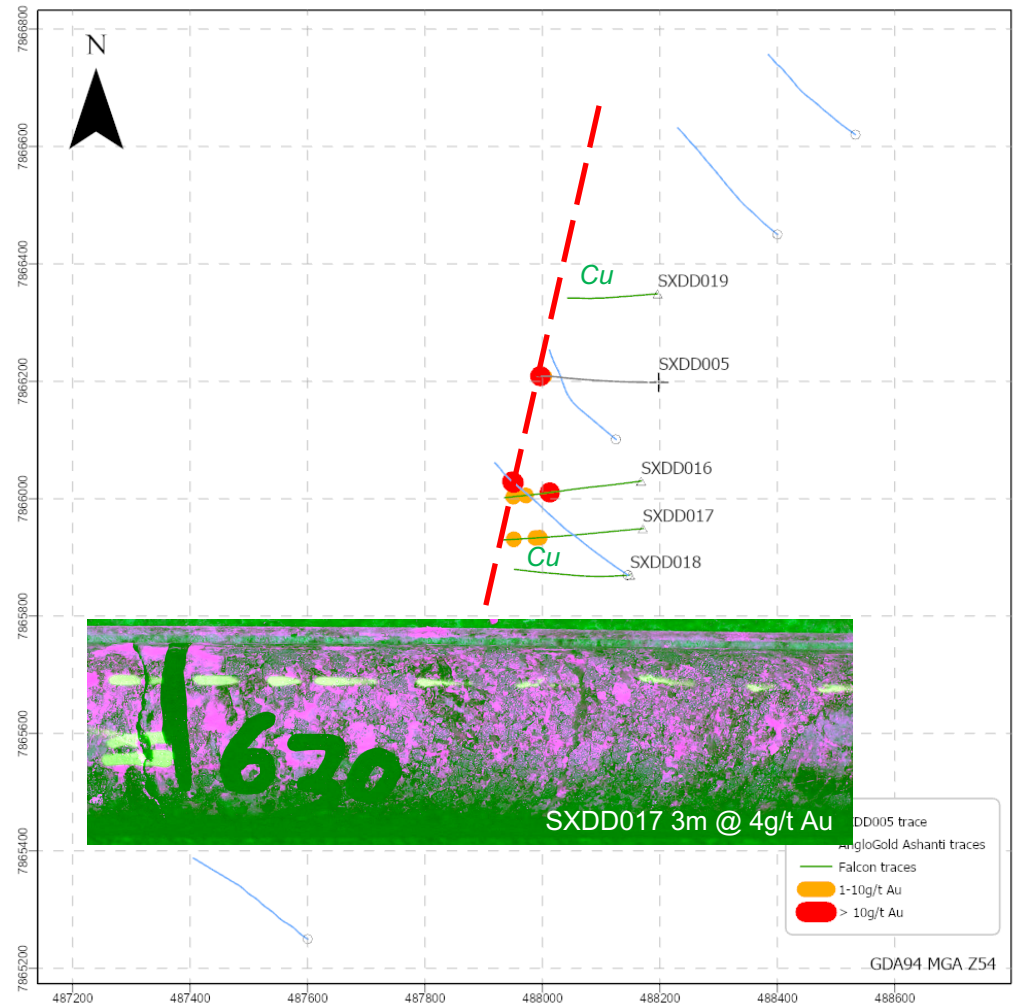 N
7866800
7866600
7866400
7866200
7866000
7865800
7865600
7865400
7865200
Cu
SXDD019
SXDD005
SXDD016
SXDD017
Cu
SXDD018
670
SXDD017 3m @ 4g/t Au
DD005 trace
AngloGold Ashanti traces
Falcon traces
1-10g/t Au
> 10g/t Au
GDA94 MGA Z54
487200 487400 487600 487800 488000 488200 488400 488600